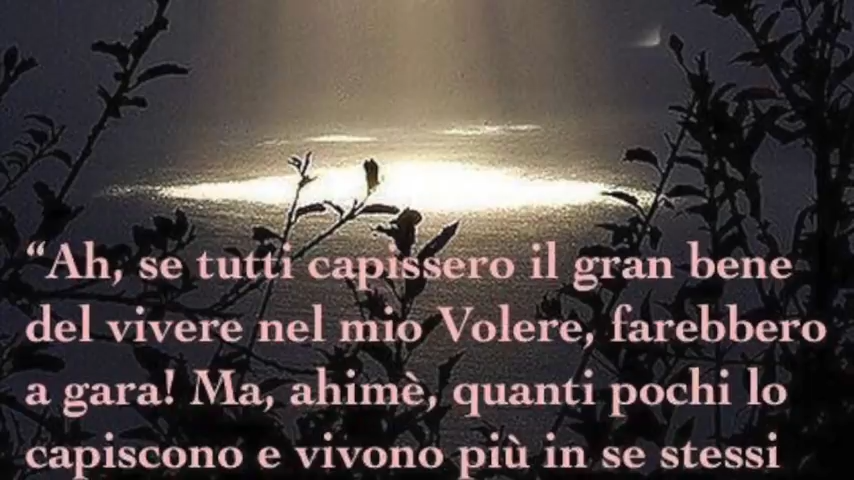 “Ah, se tutti capissero il gran bene
del vivere nel mio Volere, farebbero
a gara! Ma, ahimè, quanti pochi lo
capiscono e vivono più in se stessi